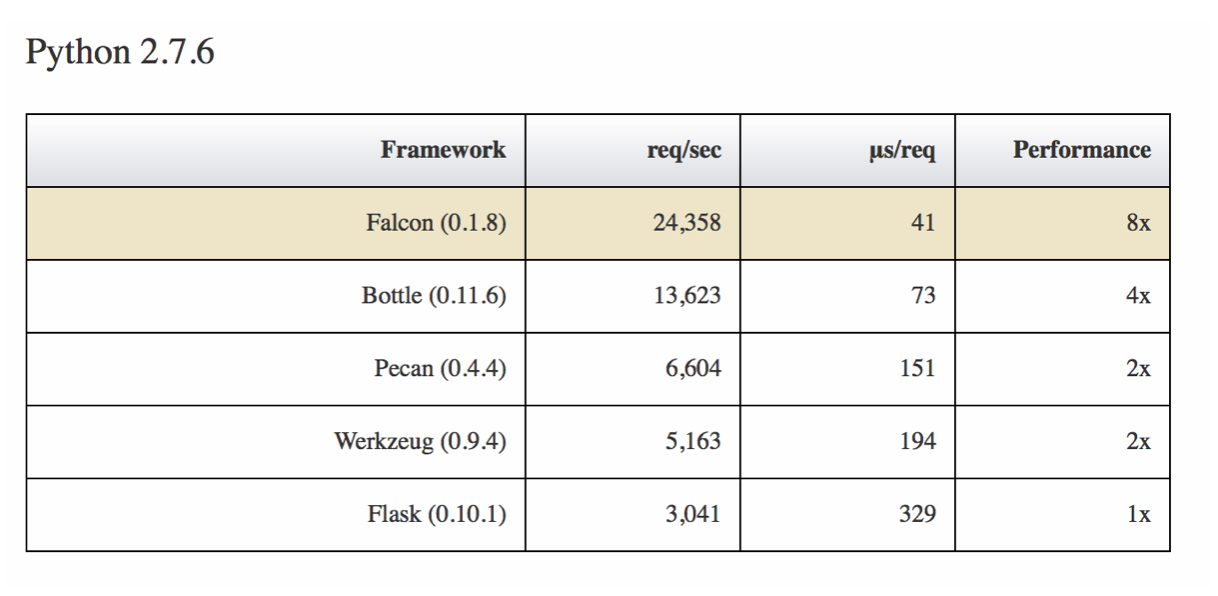 Python 2.7.6
Framework req/sec µs/req Performance
Falcon (0.1.8) 24,358 41 8x
Bottle (0.11.6) 13,623 73 4x
Pecan (0.4.4) 6,604 151 2x
Werkzeug (0.9.4) 5,163 194 2x
Flask (0.10.1) 3,041 329 1x